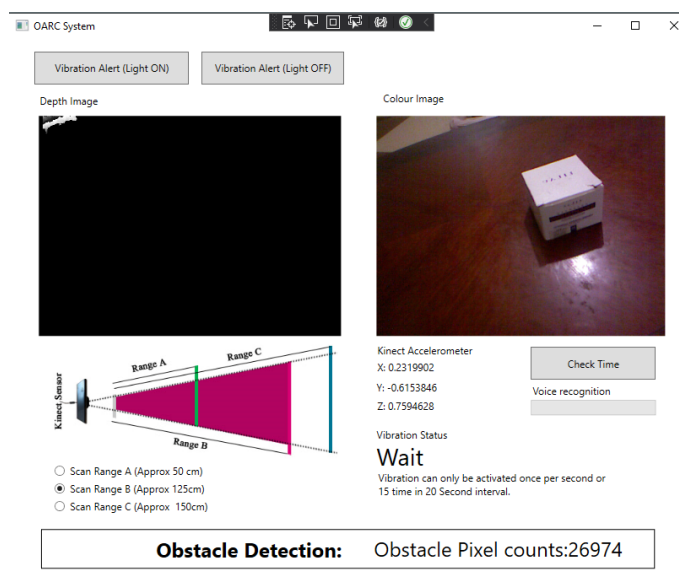 OARC System
Vibration Alert (Light ON)
Vibration Alert (Light OFF)
Depth Image
Colour Image
Kinect Sensor
Range A
Range C
Range B
Scan Range A (Approx 50 cm)
Scan Range B (Approx 125cm)
Scan Range C (Approx 150cm)
Kinect Accelerometer
X: 0.2319902
Y: -0.6153846
Z: 0.7594628
Check Time
Voice recognition
Vibration Status
Wait
Vibration can only be activated once per second or
15 time in 20 Second interval.
Obstacle Detection:
Obstacle Pixel counts:26974